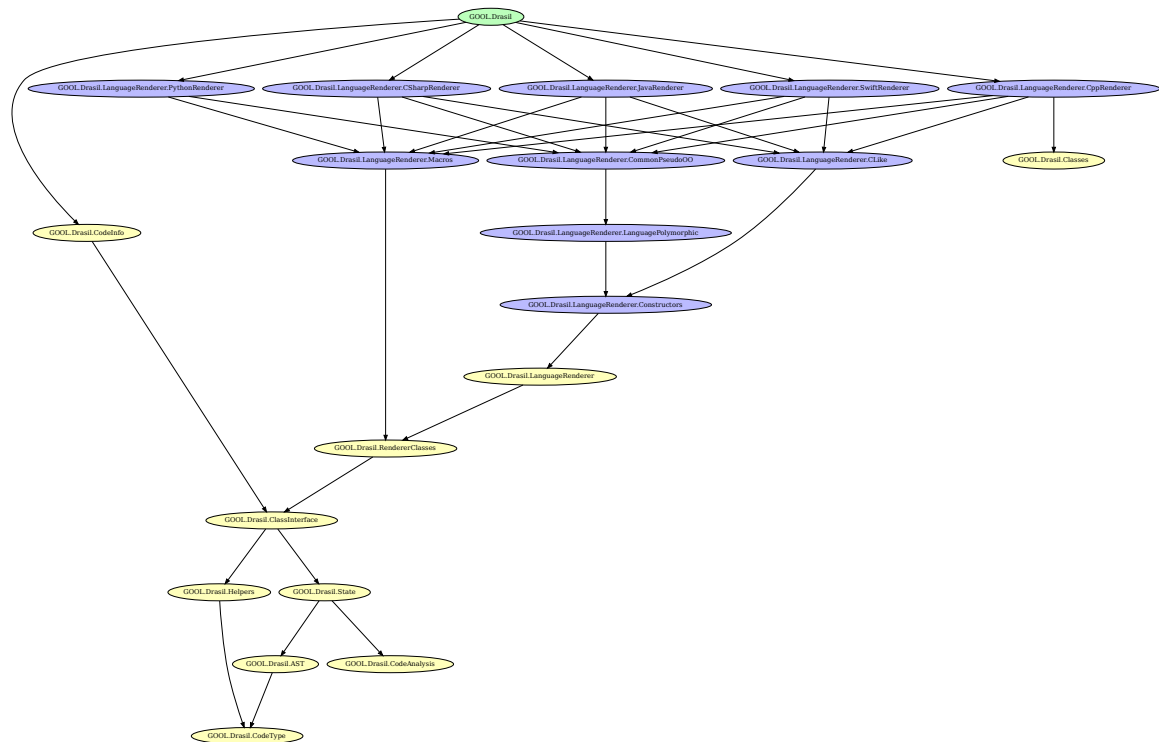 GOOL.Drasil
GOOL.Drasil.LanguageRenderer.PythonRenderer
GOOL.Drasil.LanguageRenderer.CSharpRenderer
GOOL.Drasil.LanguageRenderer.JavaRenderer
GOOL.Drasil.LanguageRenderer.SwiftRenderer
GOOL.Drasil.LanguageRenderer.CppRenderer
GOOL.Drasil.LanguageRenderer.Macros
GOOL.Drasil.LanguageRenderer.CommonPseudoOO
GOOL.Drasil.LanguageRenderer.CLike
GOOL.Drasil.Classes
GOOL.Drasil.CodeInfo
GOOL.Drasil.LanguageRenderer.LanguagePolymorphic
GOOL.Drasil.LanguageRenderer.Constructors
GOOL.Drasil.LanguageRenderer
GOOL.Drasil.RendererClasses
GOOL.Drasil.ClassInterface
GOOL.Drasil.Helpers
GOOL.Drasil.State
GOOL.Drasil.AST
GOOL.Drasil.CodeAnalysis
GOOL.Drasil.CodeType